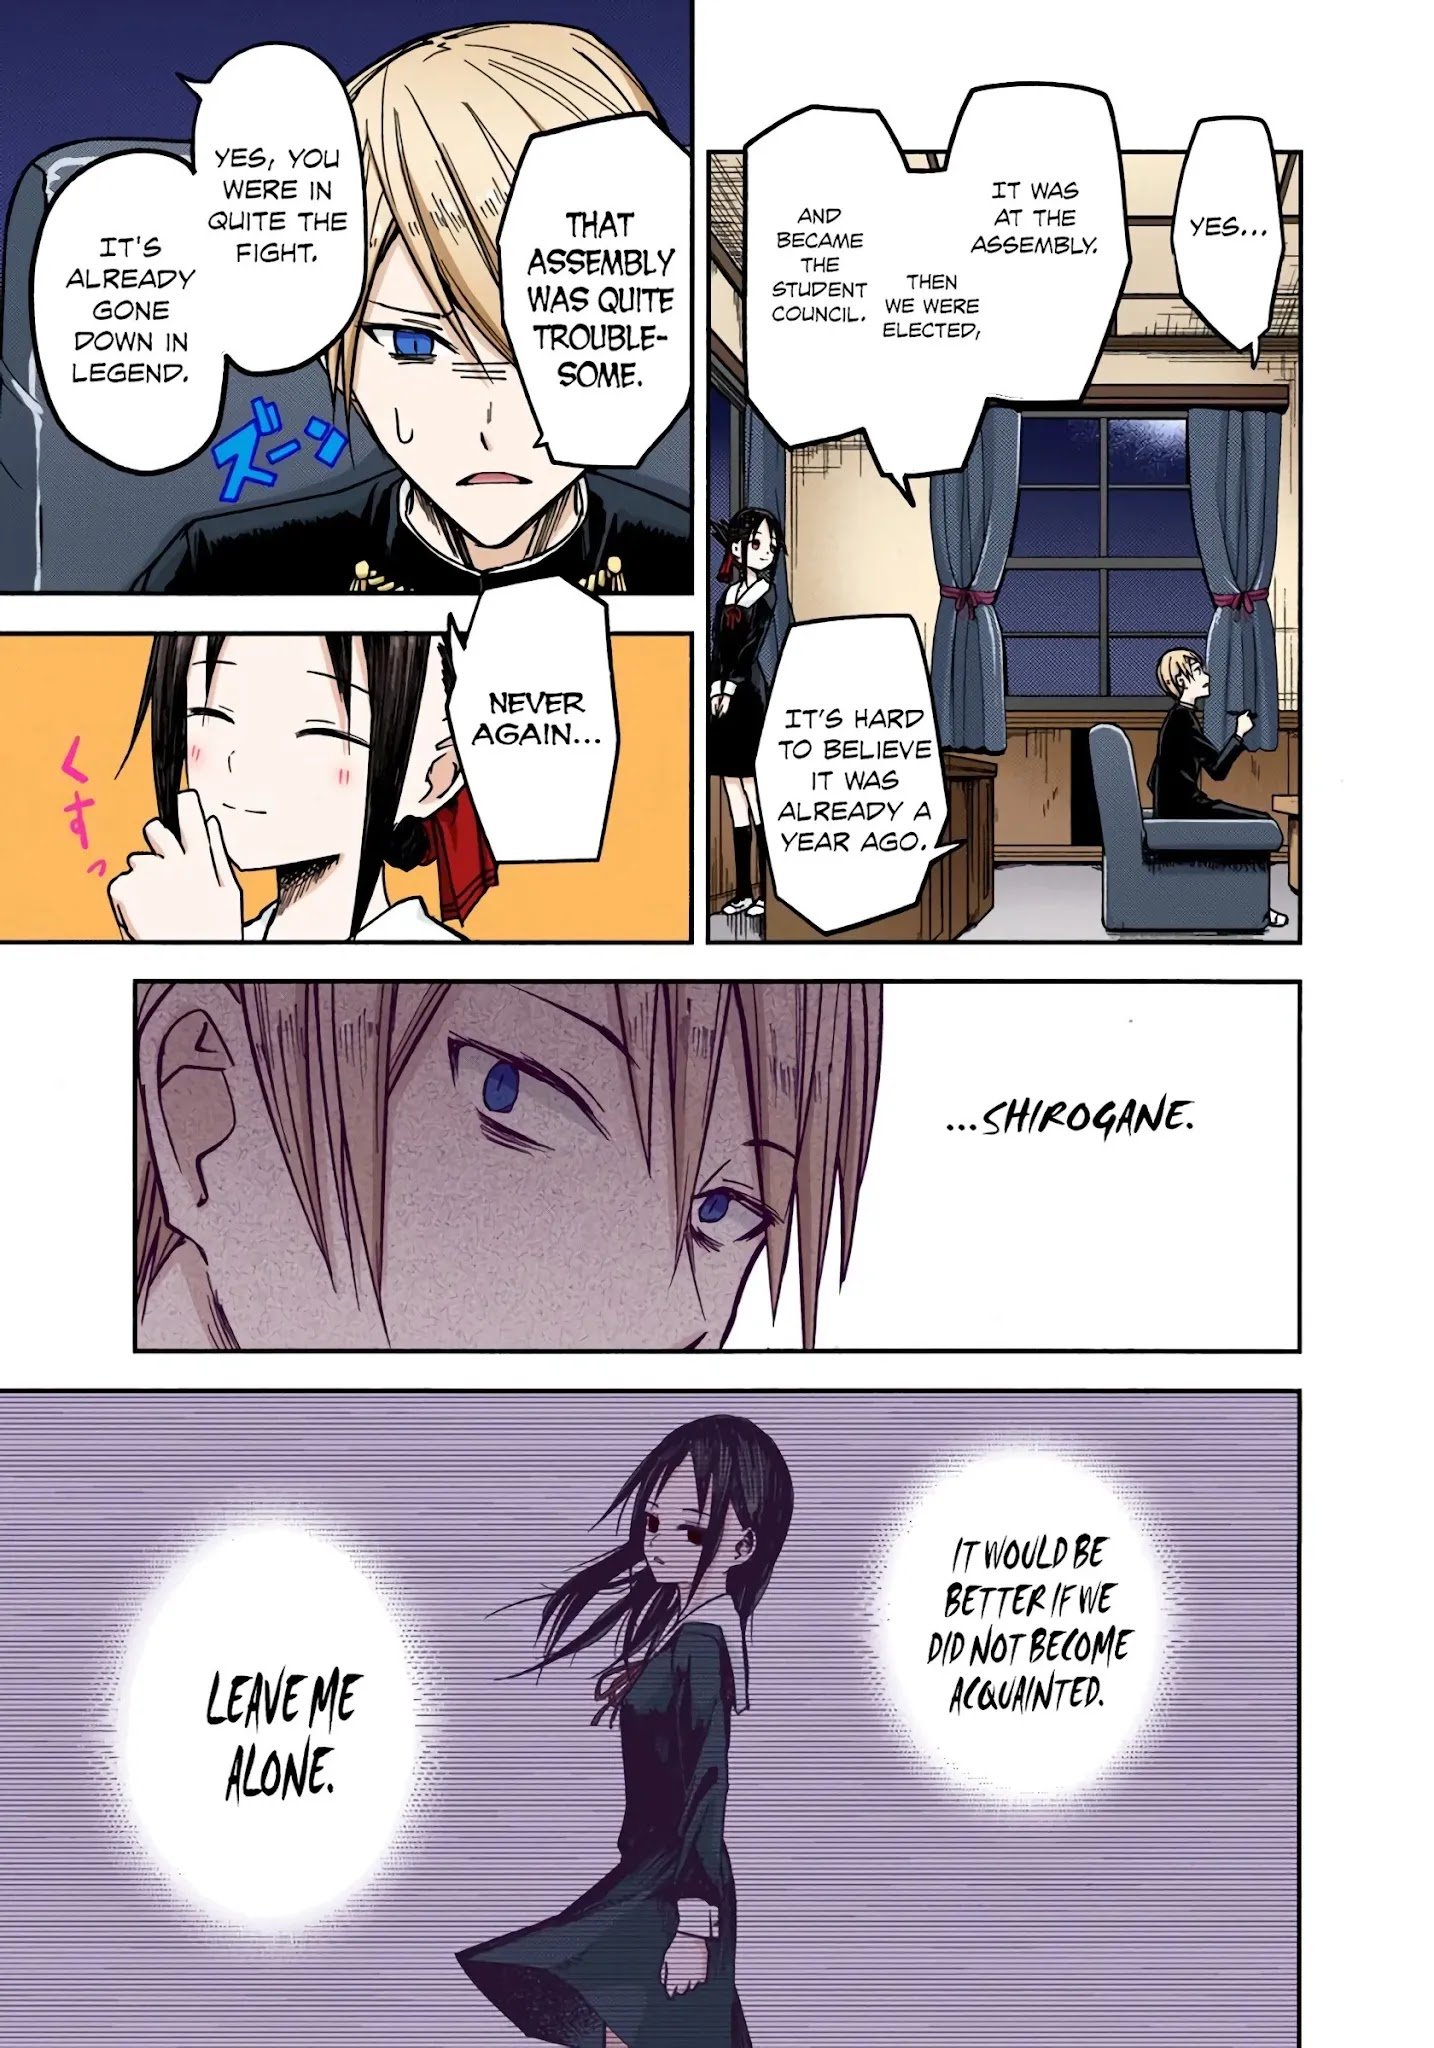 YES...
IT WAS
AT THE
ASSEMBLY.
THEN
WE WERE
ELECTED,
AND
BECAME
THE
STUDENT
COUNCIL.
IT'S HARD
TO BELIEVE
IT WAS
ALREADY A
YEAR AGO.
THAT
ASSEMBLY
WAS QUITE
TROUBLE-
SOME.
YES, YOU
WERE IN
QUITE THE
FIGHT.
IT'S
ALREADY
GONE
DOWN IN
LEGEND.
ズーン
NEVER
AGAIN...
くすっ
...SHIROGANE.
IT WOULD BE
BETTER IF WE
DID NOT BECOME
ACQUAINTED.
LEAVE ME
ALONE.